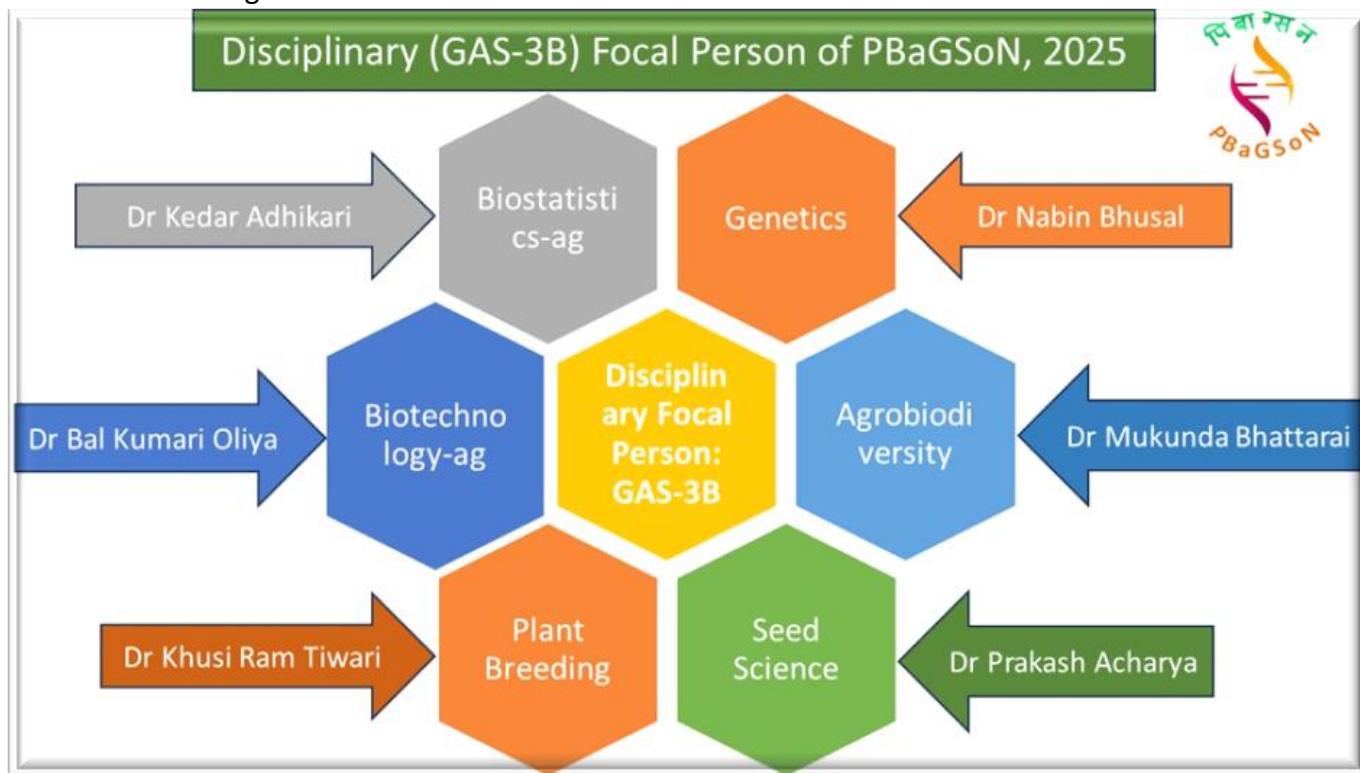 Disciplinary (GAS-3B) Focal Person of PBaGSoN, 2025
पिबाग्सन
PBaGSoN
Dr Kedar Adhikari
Biostatisti
cs-ag
Genetics
Dr Nabin Bhusal
Dr Bal Kumari Oliya
Biotechno
logy-ag
Disciplin
ary Focal
Person:
GAS-3B
Agrobiodi
versity
Dr Mukunda Bhattarai
Dr Khusi Ram Tiwari
Plant
Breeding
Seed
Science
Dr Prakash Acharya